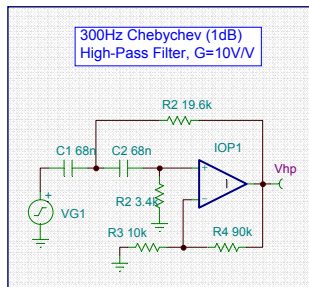 300Hz Chebychev (1dB)
High-Pass Filter, G=10V/V
R2 19.6k
C1 68n
C2 68n
IOP1
+
Vhp
+
R2 3.4k
VG1
R3 10k
R4 90k